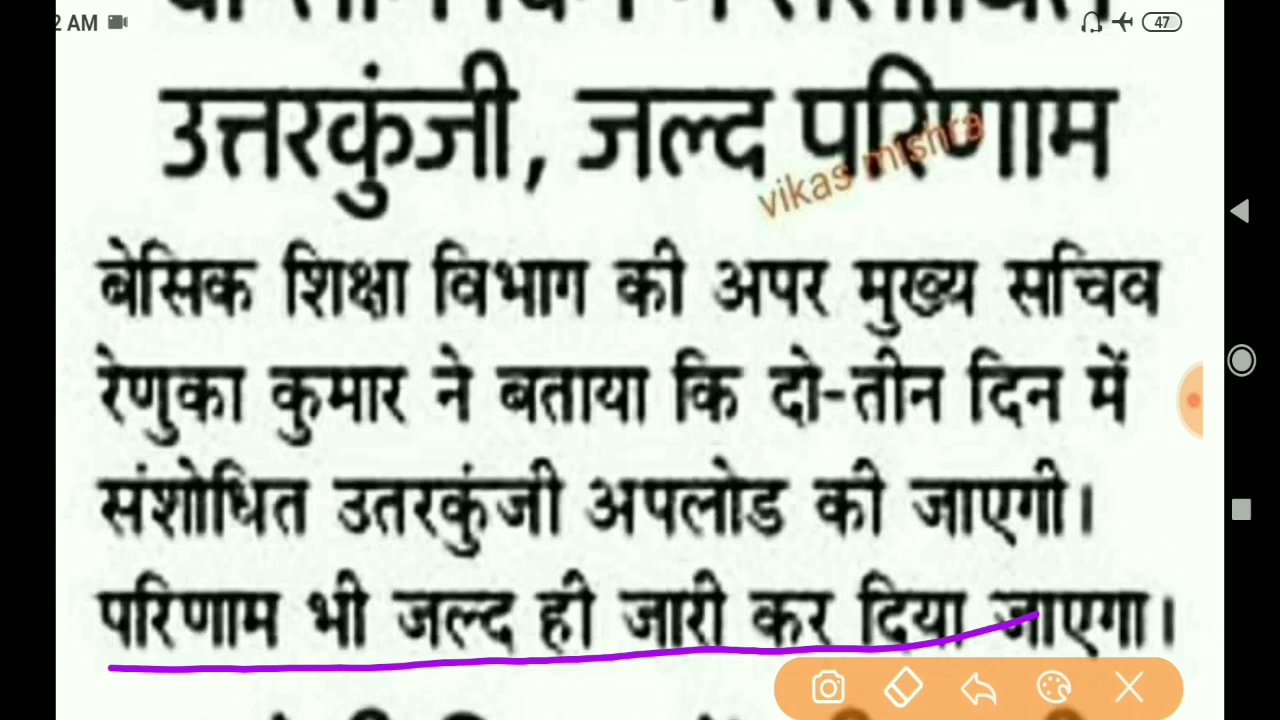 2 AM
47
उत्तरकुंजी, जल्द परिणाम
vikas mishra
बेसिक शिक्षा विभाग की अपर मुख्य सचिव
रेणुका कुमार ने बताया कि दो-तीन दिन में
संशोधित उतरकुंजी अपलोड की जाएगी।
परिणाम भी जल्द ही जारी कर दिया जाएगा।